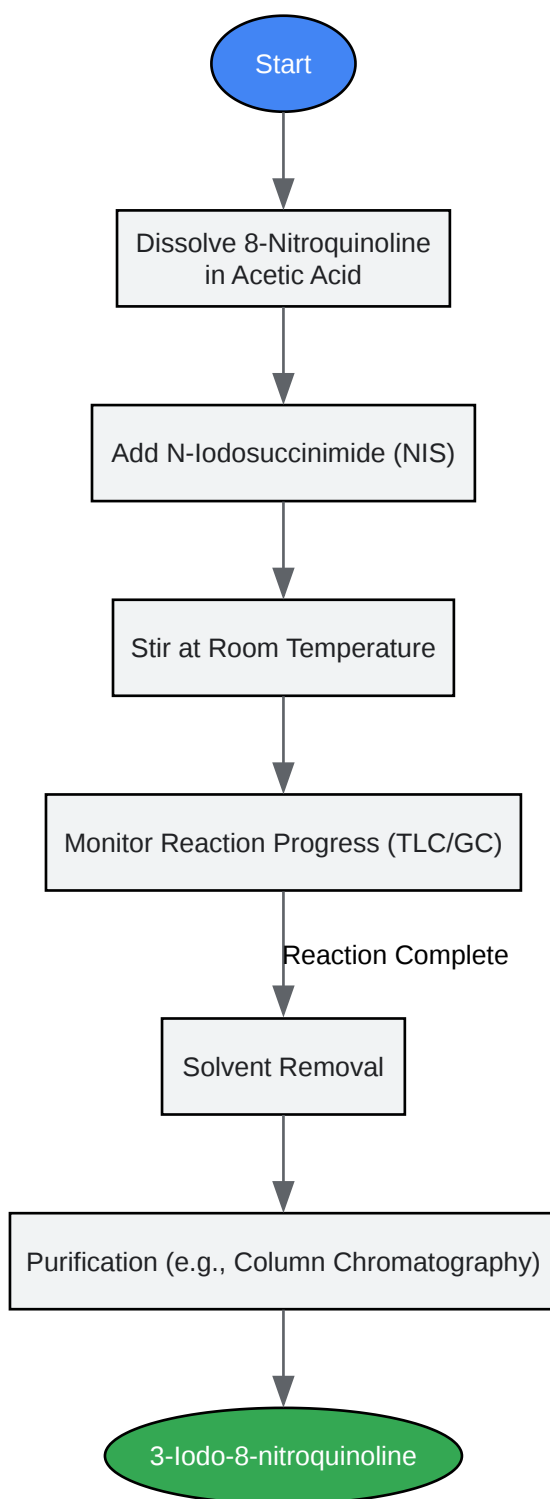 Start
Dissolve 8-Nitroquinoline
in Acetic Acid
Add N-Iodosuccinimide (NIS)
Stir at Room Temperature
Monitor Reaction Progress (TLC/GC)
Reaction Complete
Solvent Removal
Purification (e.g., Column Chromatography)
3-Iodo-8-nitroquinoline